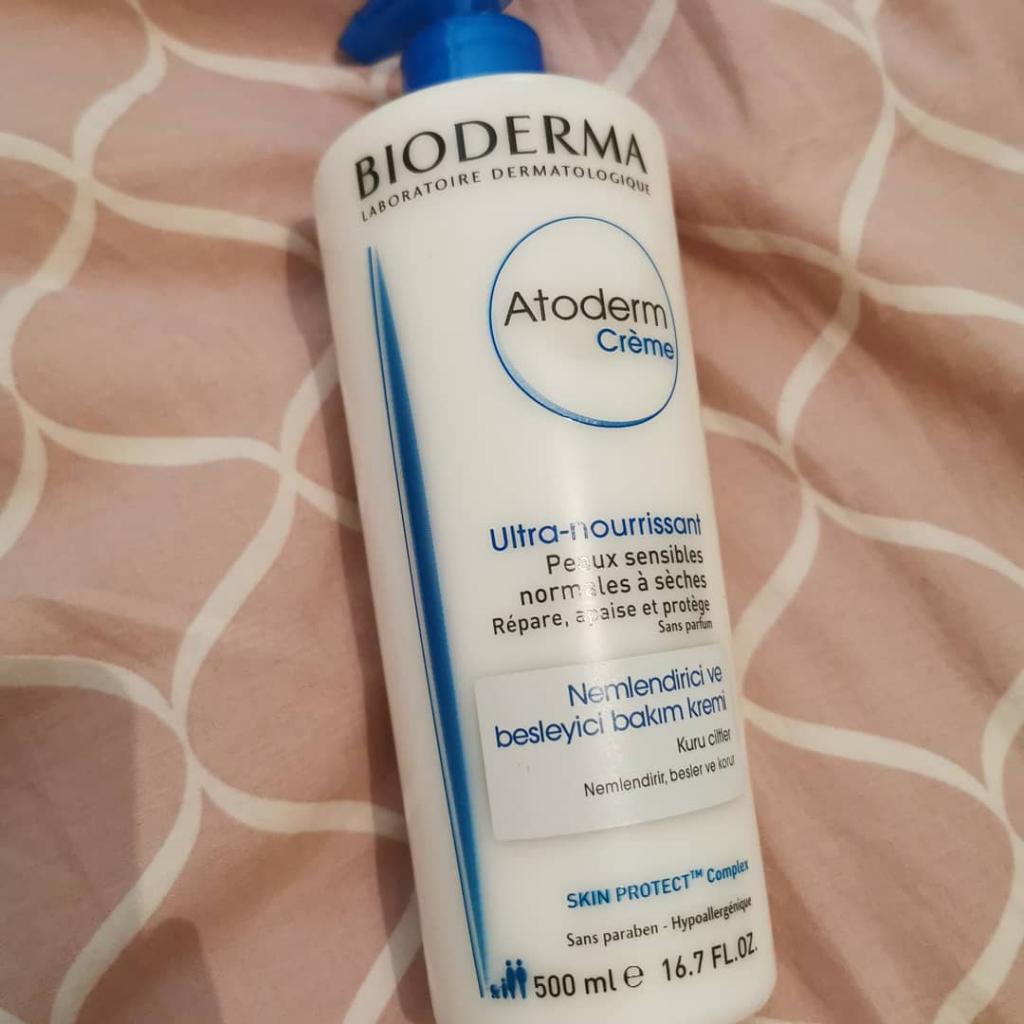 BIODERMA
LABORATOIRE DERMATOLOGIQUE
Atoderm
Crème
Ultra-nourrissant
Peaux sensibles
normales à sèches
Répare, apaise et protège
Sans parfum
Nemlendirici ve
besleyici bakım kremi
Kuru ciltler
Nemlendirir, besler ve korur
SKIN PROTECT™ Complex
Sans paraben - Hypoallergénique
500 ml ℮ 16.7 FL.OZ.